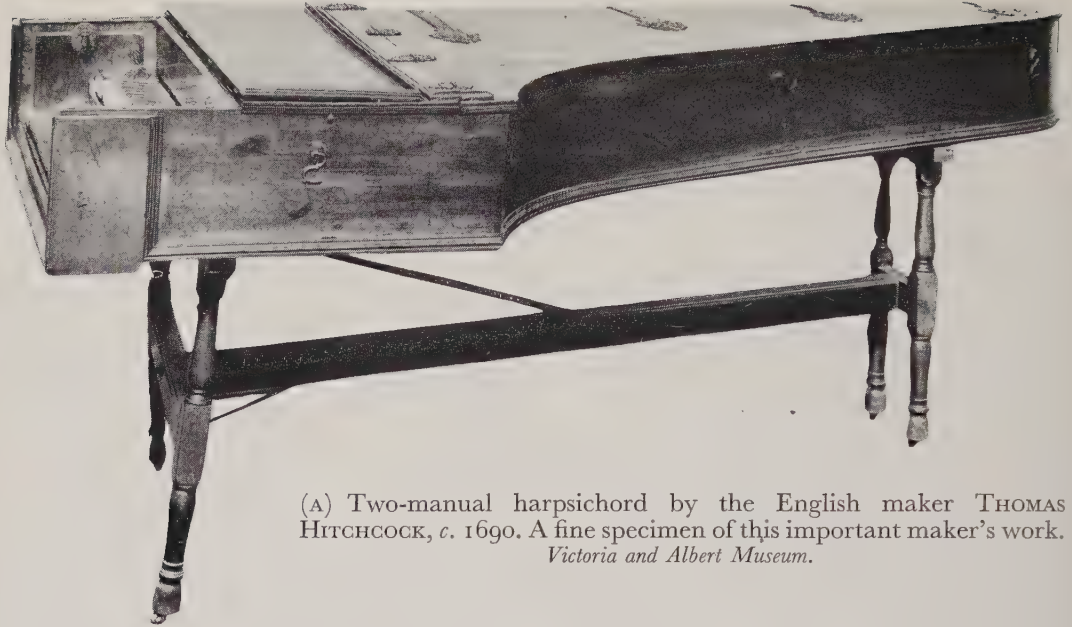 (A) Two-manual harpsichord by the English maker THOMAS
HITCHCOCK, c. 1690. A fine specimen of this important maker's work.
Victoria and Albert Museum.